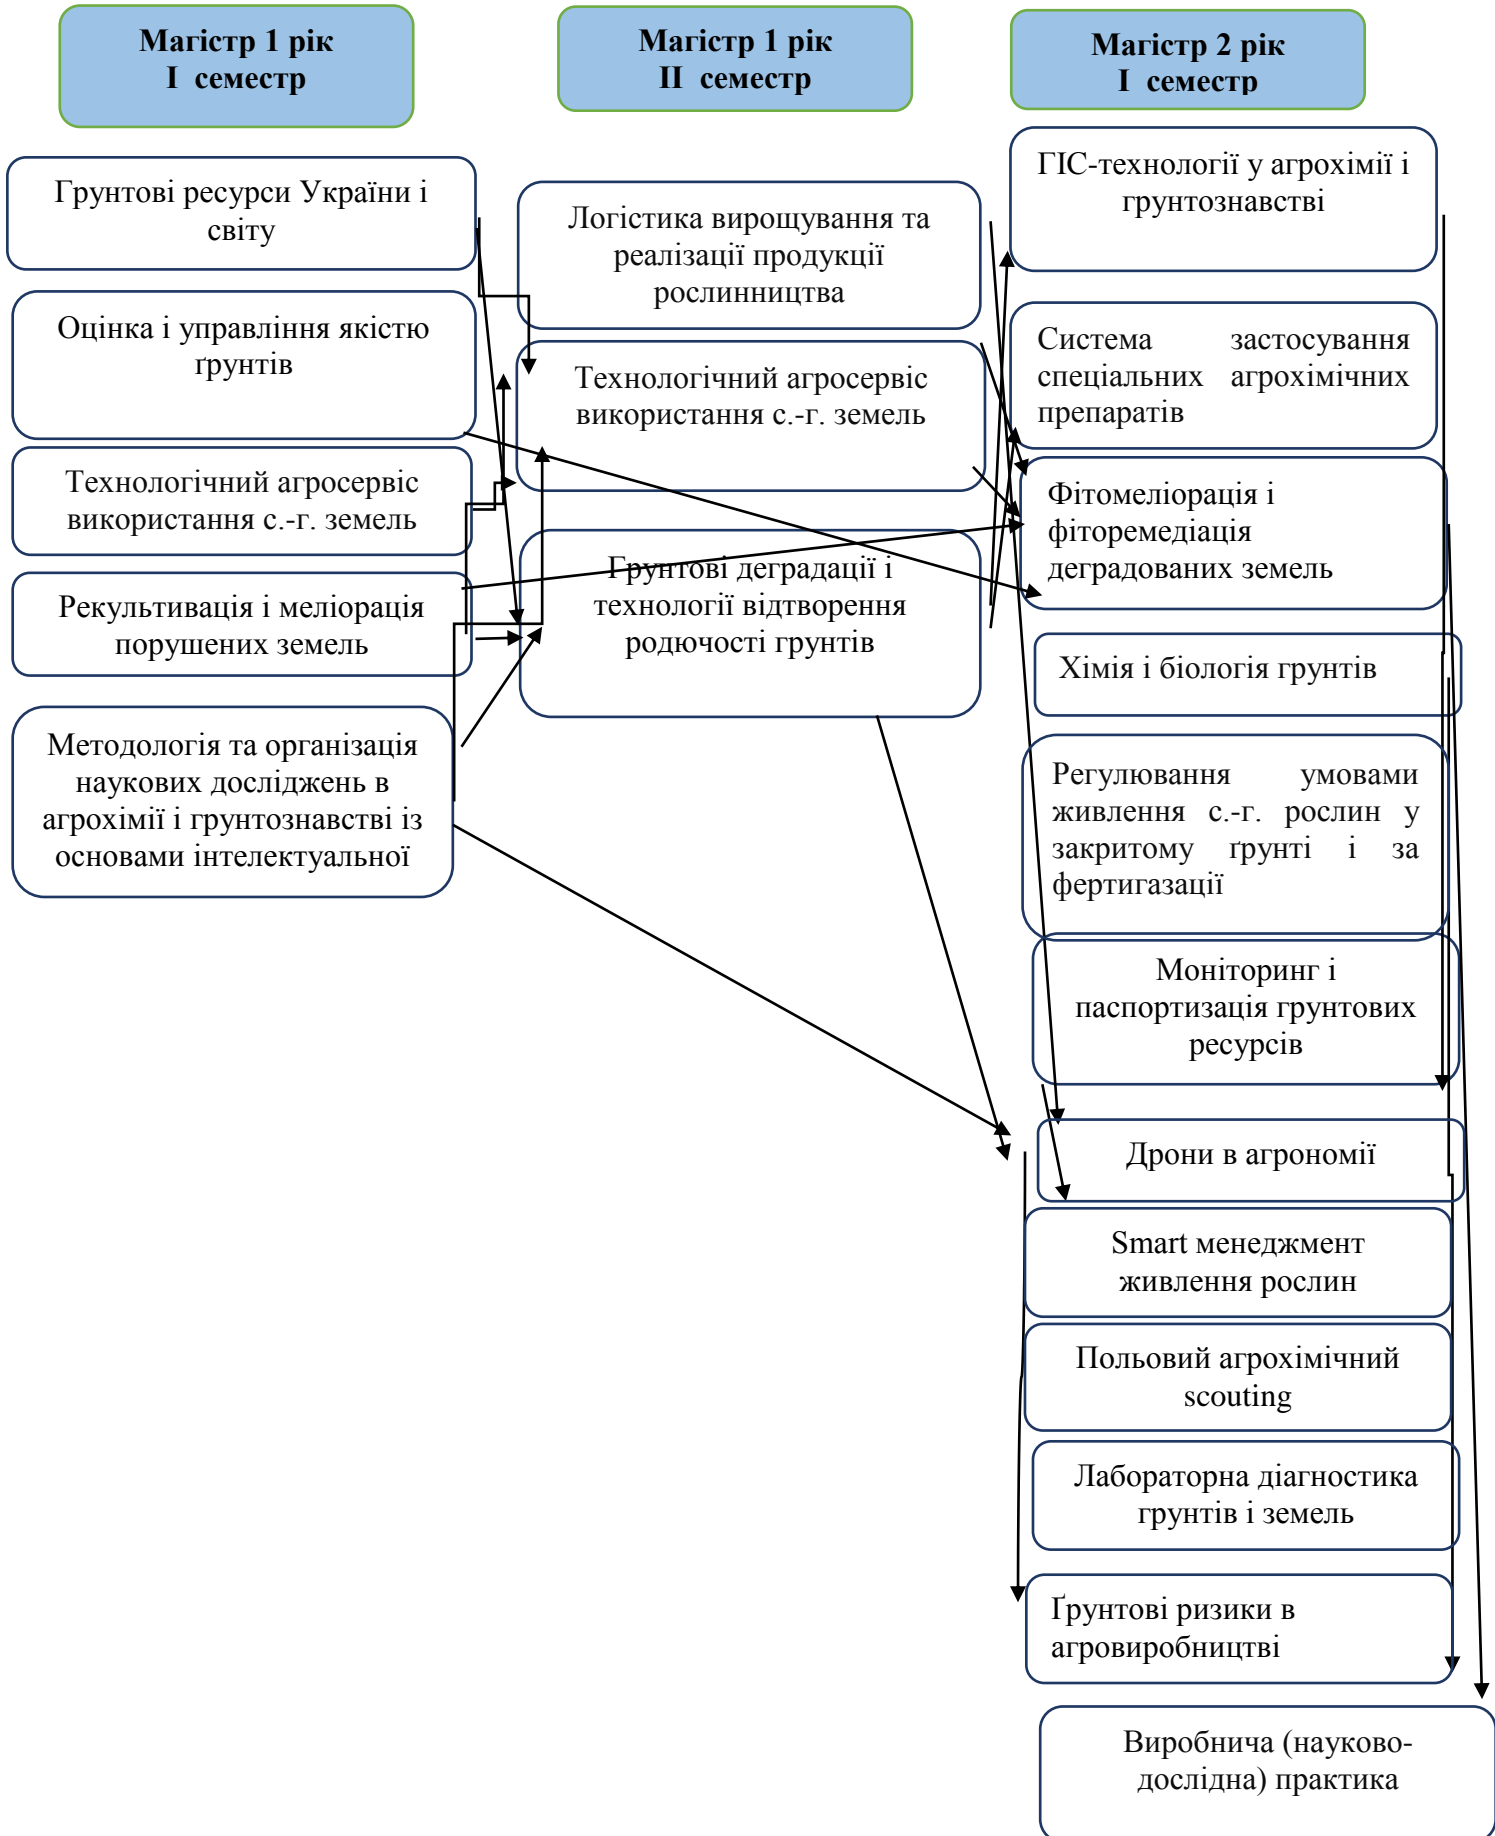 Магістр 1 рік
І семестр
Грунтові ресурси України і
світу
Оцінка і управління якістю
ґрунтів
Технологічний агросервіс
використання с.-г. земель
Рекультивація і меліорація
порушених земель
Методологія та організація
наукових досліджень в
агрохімії і грунтознавстві із
основами інтелектуальної
Магістр 1 рік
ІІ семестр
Логістика вирощування та
реалізації продукції
рослинництва
Технологічний агросервіс
використання с.-г. земель
Грунтові деградації і
технології відтворення
родючості грунтів
Магістр 2 рік
І семестр
ГІС-технології у агрохімії і
грунтознавстві
Система застосування
спеціальних агрохімічних
препаратів
Фітомеліорація і
фіторемедіація
деградованих земель
Хімія і біологія грунтів
Регулювання умовами
живлення с.-г. рослин у
закритому ґрунті і за
фертигазації
Моніторинг і
паспортизація грунтових
ресурсів
Дрони в агрономії
Smart менеджмент
живлення рослин
Польовий агрохімічний
scouting
Лабораторна діагностика
грунтів і земель
Ґрунтові ризики в
агровиробництві
Виробнича (науково-
дослідна) практика